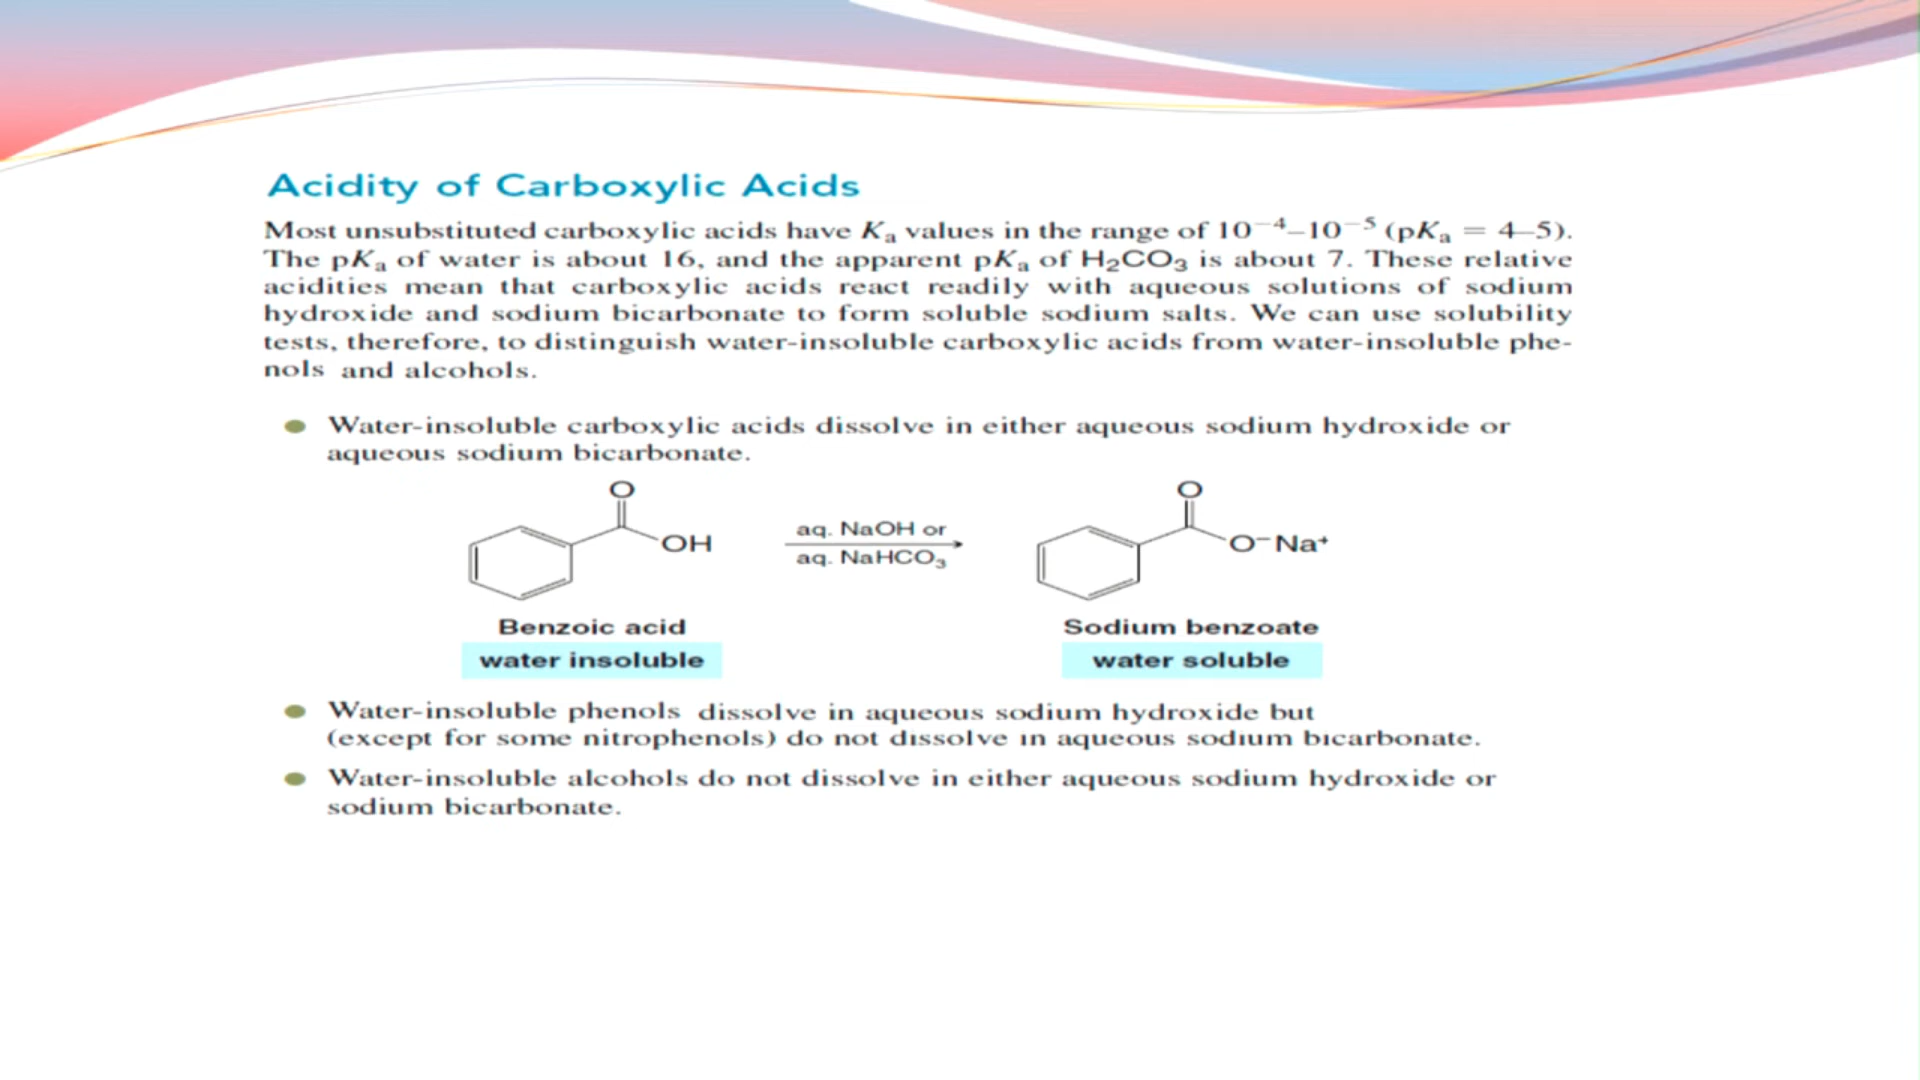 Acidity of Carboxylic Acids
Most unsubstituted carboxylic acids have Kₐ values in the range of 10⁻⁴–10⁻⁵ (pKₐ = 4–5).
The pKₐ of water is about 16, and the apparent pKₐ of H₂CO₃ is about 7. These relative
acidities mean that carboxylic acids react readily with aqueous solutions of sodium
hydroxide and sodium bicarbonate to form soluble sodium salts. We can use solubility
tests, therefore, to distinguish water-insoluble carboxylic acids from water-insoluble phe-
nols and alcohols.
● Water-insoluble carboxylic acids dissolve in either aqueous sodium hydroxide or
aqueous sodium bicarbonate.
O
OH
aq. NaOH or
aq. NaHCO₃
O
O⁻Na⁺
Benzoic acid
water insoluble
Sodium benzoate
water soluble
● Water-insoluble phenols dissolve in aqueous sodium hydroxide but
(except for some nitrophenols) do not dissolve in aqueous sodium bicarbonate.
● Water-insoluble alcohols do not dissolve in either aqueous sodium hydroxide or
sodium bicarbonate.